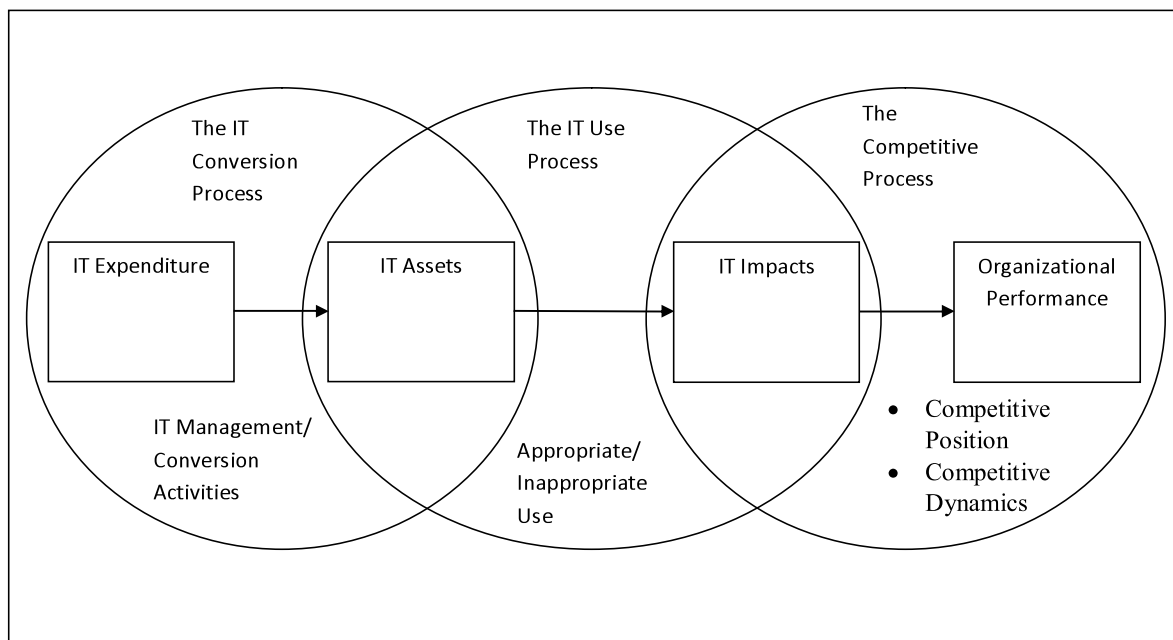 The IT
Conversion
Process
The IT Use
Process
The
Competitive
Process
IT Expenditure
IT Assets
IT Impacts
Organizational
Performance
IT Management/
Conversion
Activities
Appropriate/
Inappropriate
Use
• Competitive
Position
• Competitive
Dynamics